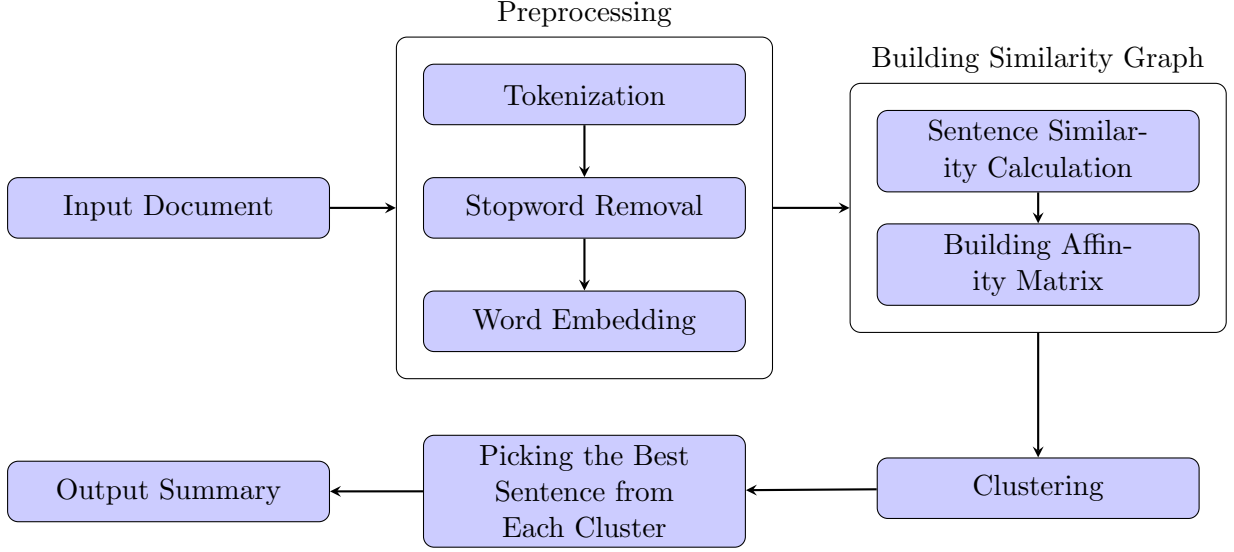 Preprocessing
Tokenization
Stopword Removal
Word Embedding
Input Document
Building Similarity Graph
Sentence Similar-
ity Calculation
Building Affin-
ity Matrix
Clustering
Picking the Best
Sentence from
Each Cluster
Output Summary